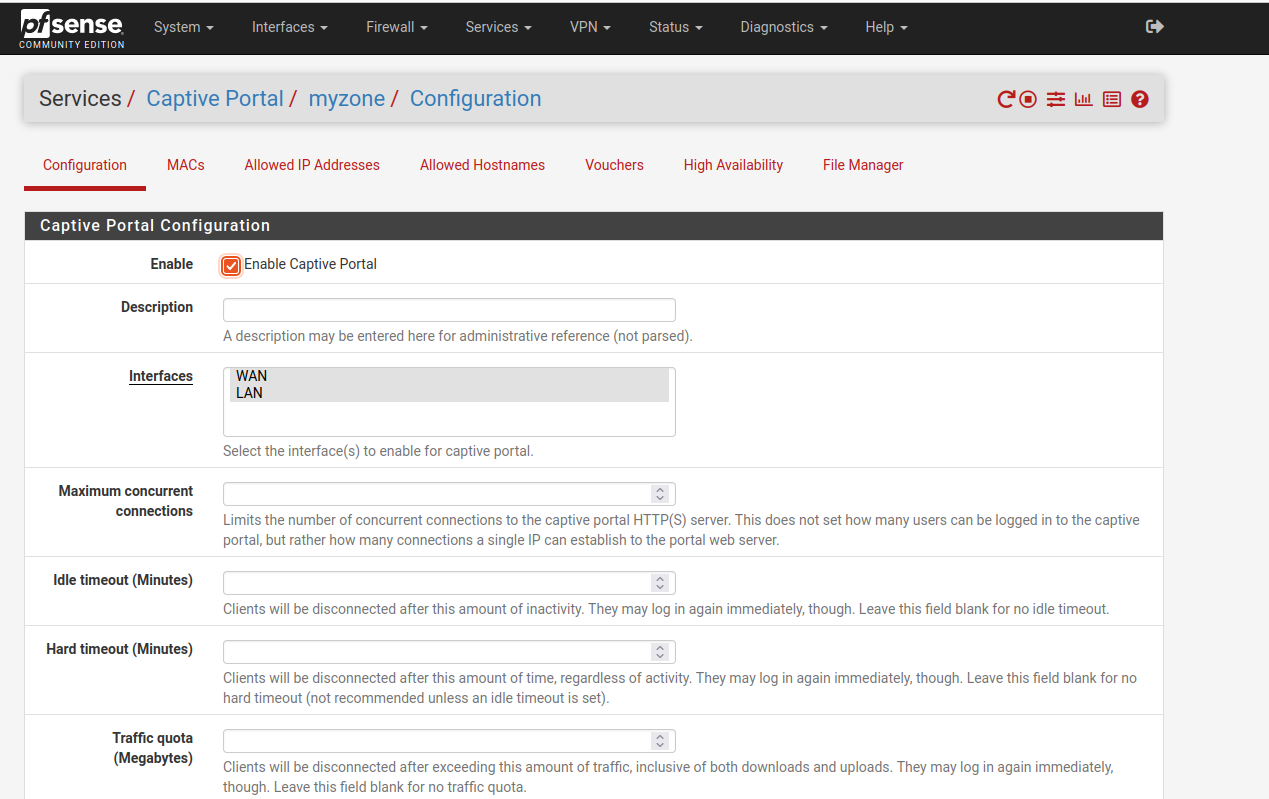 pfsense
COMMUNITY EDITION
System Interfaces Firewall Services VPN Status Diagnostics Help
Services / Captive Portal / myzone / Configuration
Configuration MACs Allowed IP Addresses Allowed Hostnames Vouchers High Availability File Manager
Captive Portal Configuration
Enable Enable Captive Portal
Description
A description may be entered here for administrative reference (not parsed).
Interfaces WAN
LAN
Select the interface(s) to enable for captive portal.
Maximum concurrent
connections
Limits the number of concurrent connections to the captive portal HTTP(S) server. This does not set how many users can be logged in to the captive
portal, but rather how many connections a single IP can establish to the portal web server.
Idle timeout (Minutes)
Clients will be disconnected after this amount of inactivity. They may log in again immediately, though. Leave this field blank for no idle timeout.
Hard timeout (Minutes)
Clients will be disconnected after this amount of time, regardless of activity. They may log in again immediately, though. Leave this field blank for no
hard timeout (not recommended unless an idle timeout is set).
Traffic quota
(Megabytes)
Clients will be disconnected after exceeding this amount of traffic, inclusive of both downloads and uploads. They may log in again immediately,
though. Leave this field blank for no traffic quota.